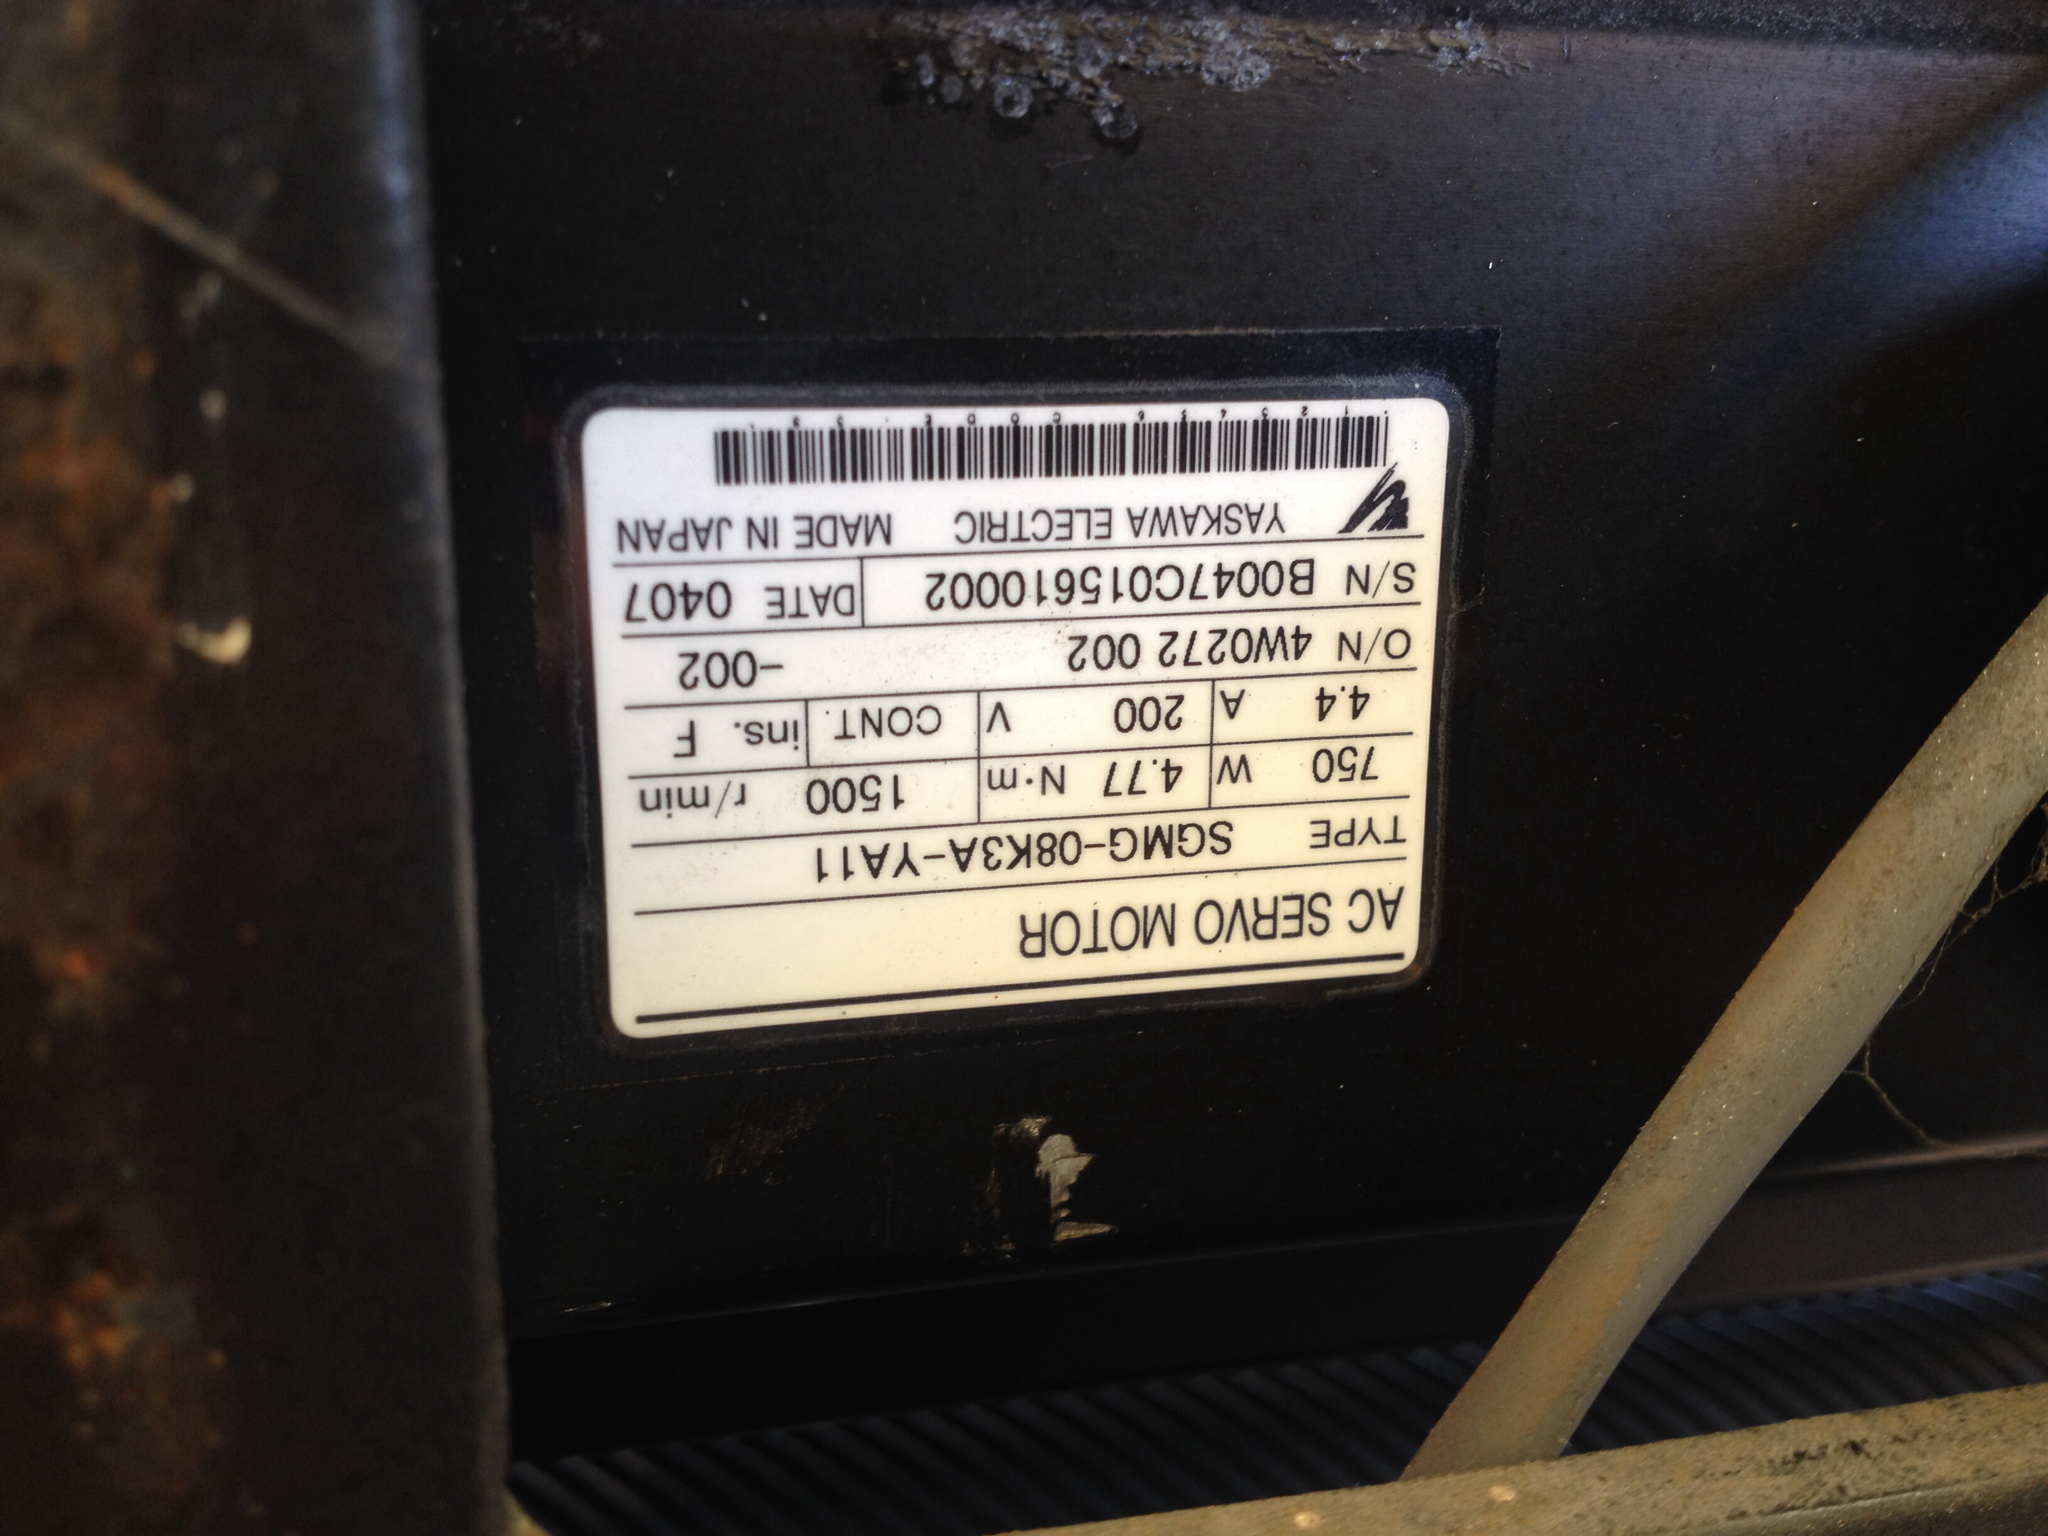 AC SERVO MOTOR
TYPE SGMG-08K3A-YA11
750 W 4.77 N·m 1500 r/min
4.4 A 200 V CONT. ins. F
O/N 4W0272 002 -002
S/N B0047C015610002 DATE 0407
YASKAWA ELECTRIC MADE IN JAPAN